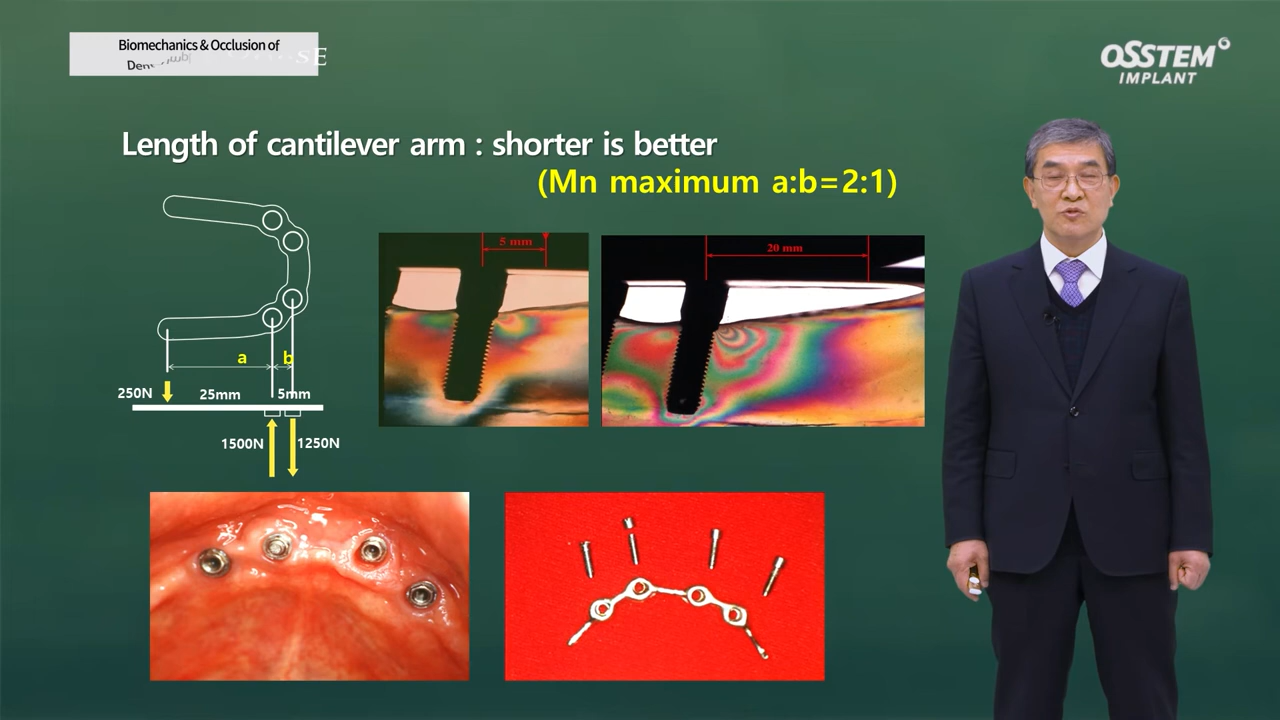 Biomechanics & Occlusion of
OSSTEM
IMPLANT
Length of cantilever arm : shorter is better
(Mn maximum a:b=2:1)
5 mm
20 mm
a
b
250N
25mm
5mm
1500N
1250N